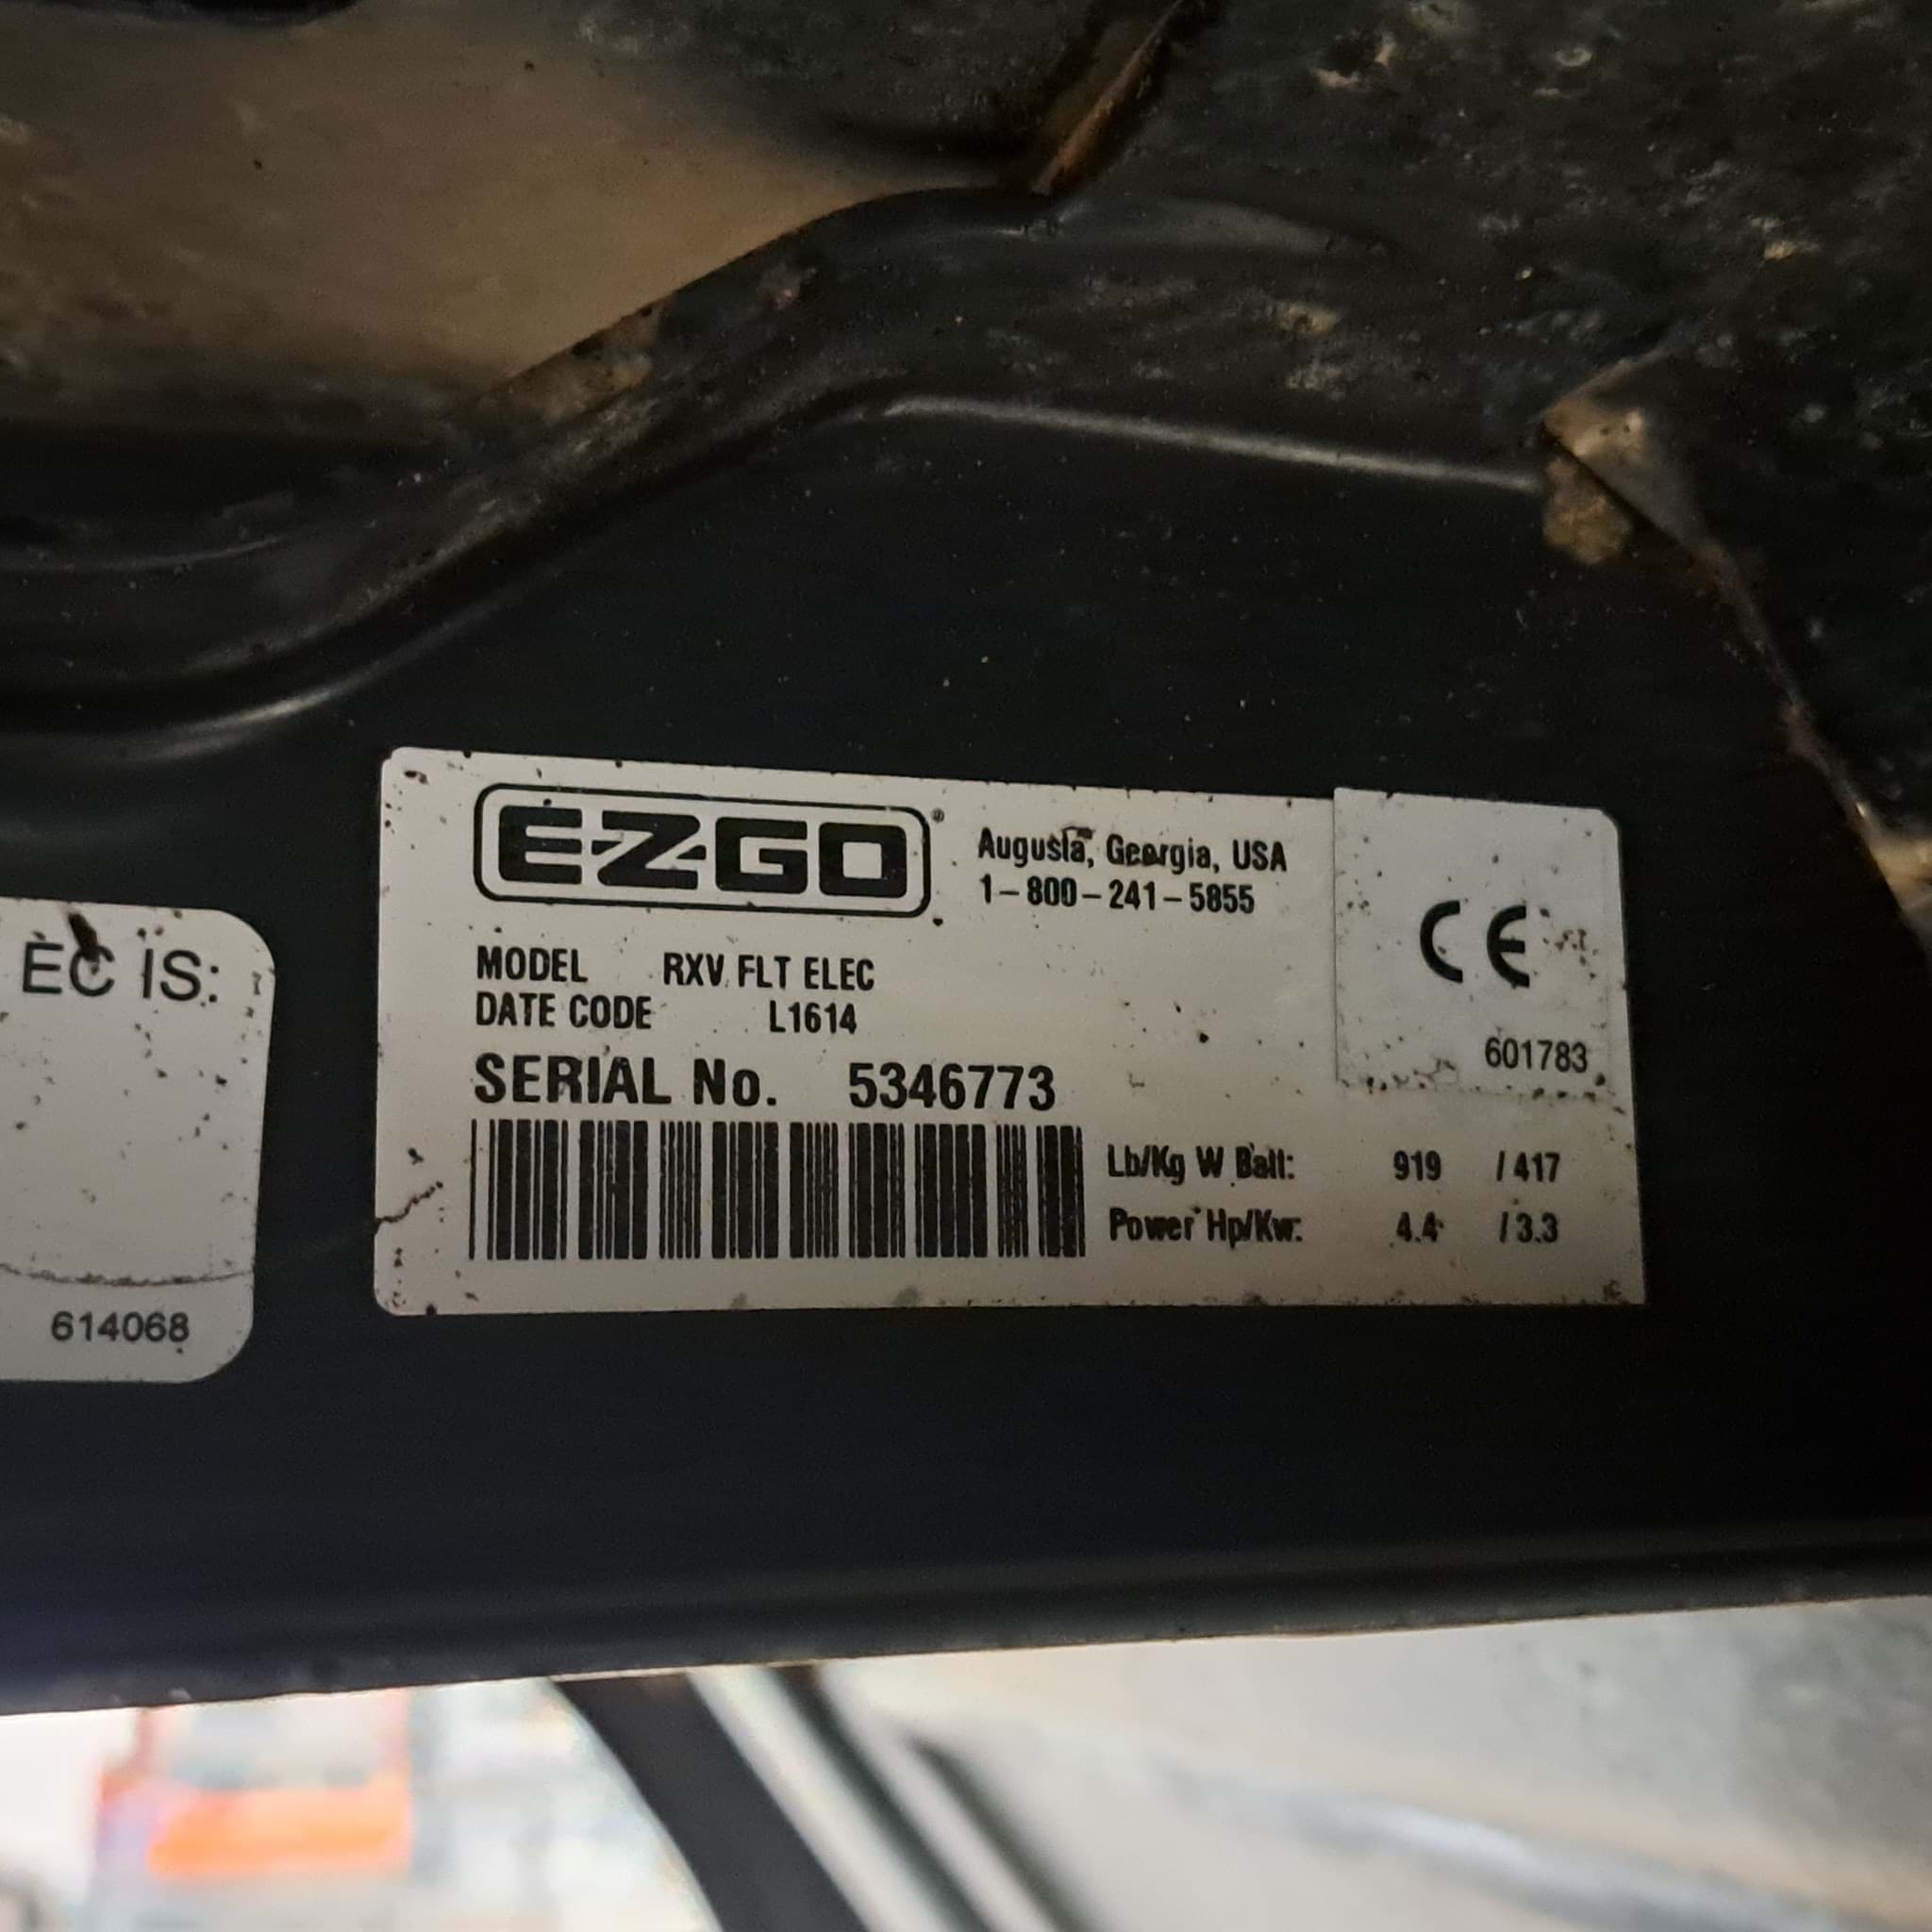 EC IS:
614068
E-Z-GO®
Augusta, Georgia, USA
1-800-241-5855
MODEL RXV FLT ELEC
DATE CODE L1614
SERIAL No. 5346773
CE
601783
Lb/Kg W Batt: 919 / 417
Power Hp/Kw: 4.4 / 3.3